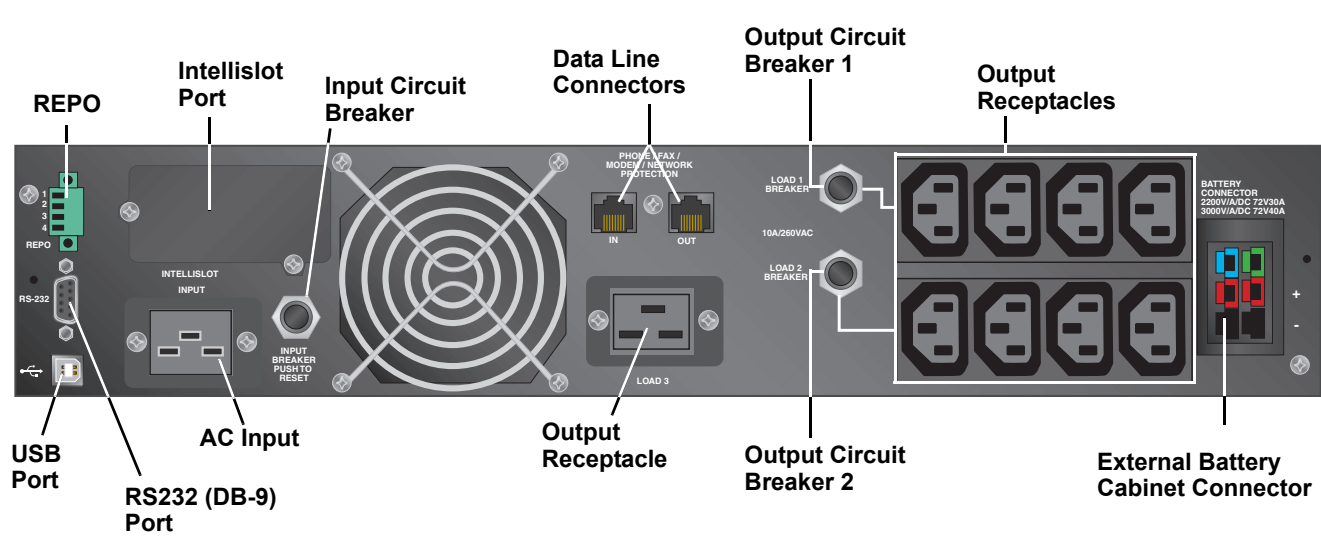 REPO
Intellislot
Port
Input Circuit
Breaker
Data Line
Connectors
Output Circuit
Breaker 1
Output
Receptacles
1
2
3
4
REPO
RS-232
INTELLISLOT
INPUT
INPUT
BREAKER
PUSH TO
RESET
PHONE / FAX /
MODEM / NETWORK
PROTECTION
IN
OUT
LOAD 3
LOAD 1
BREAKER
10A/260VAC
LOAD 2
BREAKER
BATTERY
CONNECTOR
2200V/A/DC 72V30A
3000V/A/DC 72V40A
+
-
USB
Port
RS232 (DB-9)
Port
AC Input
Output
Receptacle
Output Circuit
Breaker 2
External Battery
Cabinet Connector